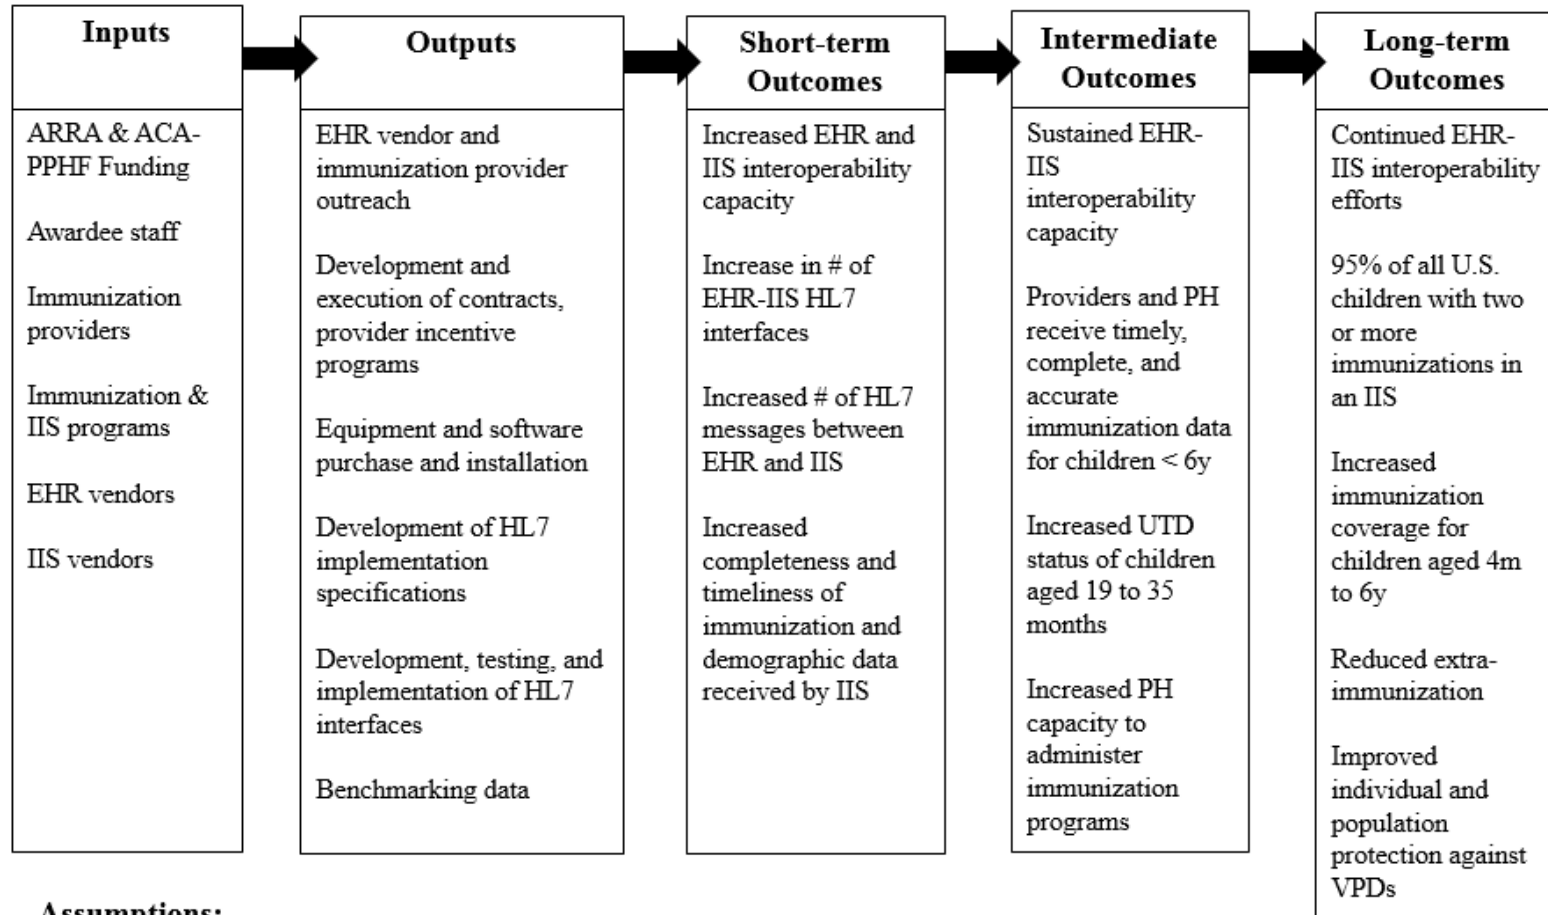 Inputs
ARRA & ACA-
PPHF Funding
Awardee staff
Immunization
providers
Immunization &
IIS programs
EHR vendors
IIS vendors
Outputs
EHR vendor and
immunization provider
outreach
Development and
execution of contracts,
provider incentive
programs
Equipment and software
purchase and installation
Development of HL7
implementation
specifications
Development, testing, and
implementation of HL7
interfaces
Benchmarking data
Short-term
Outcomes
Increased EHR and
IIS interoperability
capacity
Increase in # of
EHR-IIS HL7
interfaces
Increased # of HL7
messages between
EHR and IIS
Increased
completeness and
timeliness of
immunization and
demographic data
received by IIS
Intermediate
Outcomes
Sustained EHR-
IIS
interoperability
capacity
Providers and PH
receive timely,
complete, and
accurate
immunization data
for children < 6y
Increased UTD
status of children
aged 19 to 35
months
Increased PH
capacity to
administer
immunization
programs
Long-term
Outcomes
Continued EHR-
IIS interoperability
efforts
95% of all U.S.
children with two
or more
immunizations in
an IIS
Increased
immunization
coverage for
children aged 4m
to 6y
Reduced extra-
immunization
Improved
individual and
population
protection against
VPDs
Assumptions: